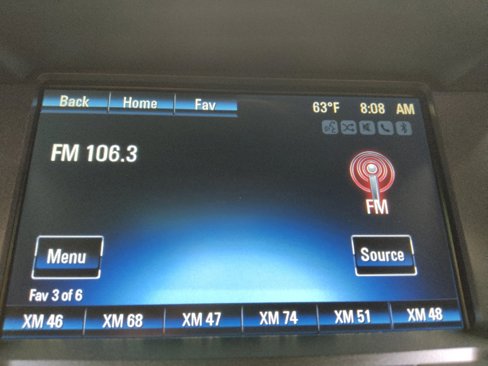 Back Home Fav 63°F 8:08 AM
FM 106.3
FM
Menu Source
Fav 3 of 6
XM 46 XM 68 XM 47 XM 74 XM 51 XM 48